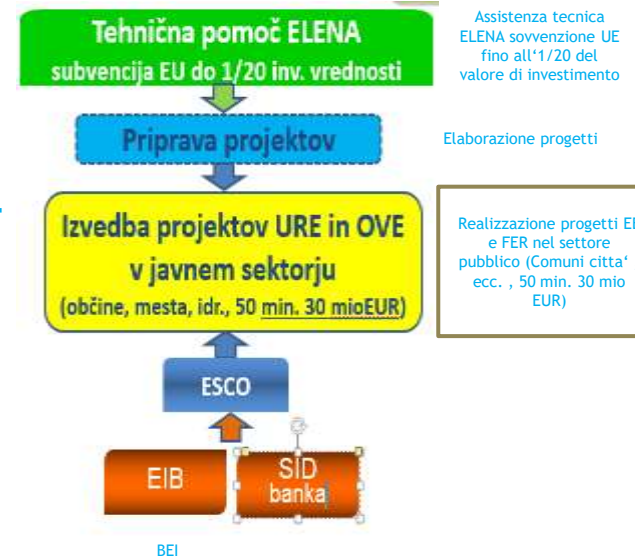 Tehnična pomoč ELENA
subvencija EU do 1/20 inv. vrednosti
Assistenza tecnica
ELENA sovvenzione UE
fino all‘1/20 del
valore di investimento
Priprava projektov
Elaborazione progetti
Izvedba projektov URE in OVE
v javnem sektorju
(občine, mesta, idr., 50 min. 30 mioEUR)
Realizzazione progetti
e FER nel settore
pubblico (Comuni citta‘
ecc. , 50 min. 30 mio
EUR)
ESCO
EIB
SID
banka
BEI